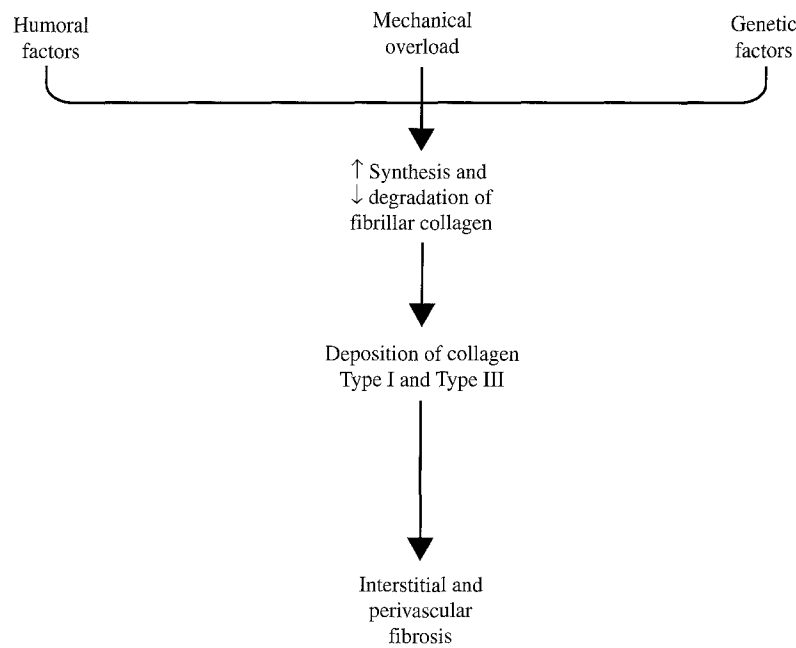 Humoral
factors
Mechanical
overload
Genetic
factors
↑ Synthesis and
↓ degradation of
fibrillar collagen
Deposition of collagen
Type I and Type III
Interstitial and
perivascular
fibrosis